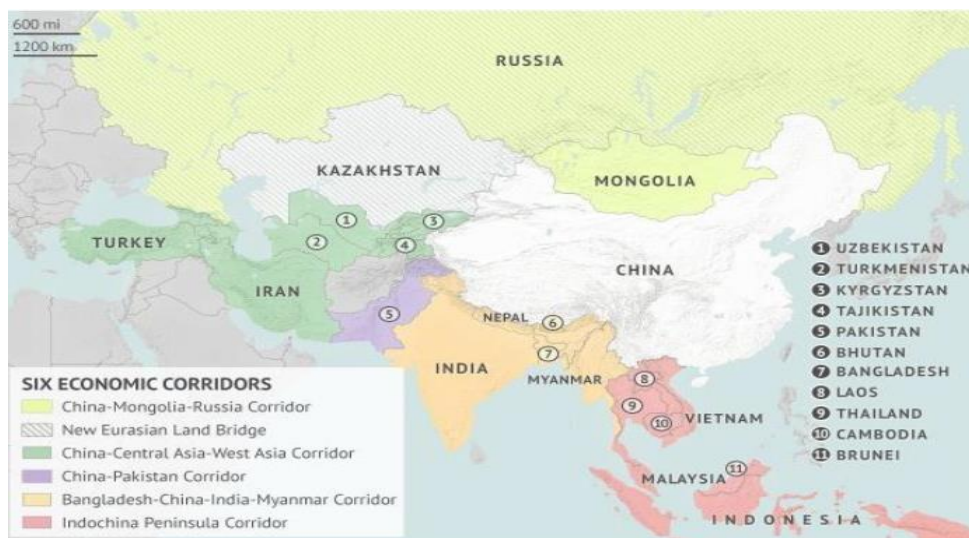 600 mi
1200 km
RUSSIA
KAZAKHSTAN
MONGOLIA
TURKEY
1
3
2
4
IRAN
CHINA
5
NEPAL
6
7
INDIA
MYANMAR
8
9
10
VIETNAM
MALAYSIA
11
INDONESIA
1 UZBEKISTAN
2 TURKMENISTAN
3 KYRGYZSTAN
4 TAJIKISTAN
5 PAKISTAN
6 BHUTAN
7 BANGLADESH
8 LAOS
9 THAILAND
10 CAMBODIA
11 BRUNEI
SIX ECONOMIC CORRIDORS
China-Mongolia-Russia Corridor
New Eurasian Land Bridge
China-Central Asia-West Asia Corridor
China-Pakistan Corridor
Bangladesh-China-India-Myanmar Corridor
Indochina Peninsula Corridor